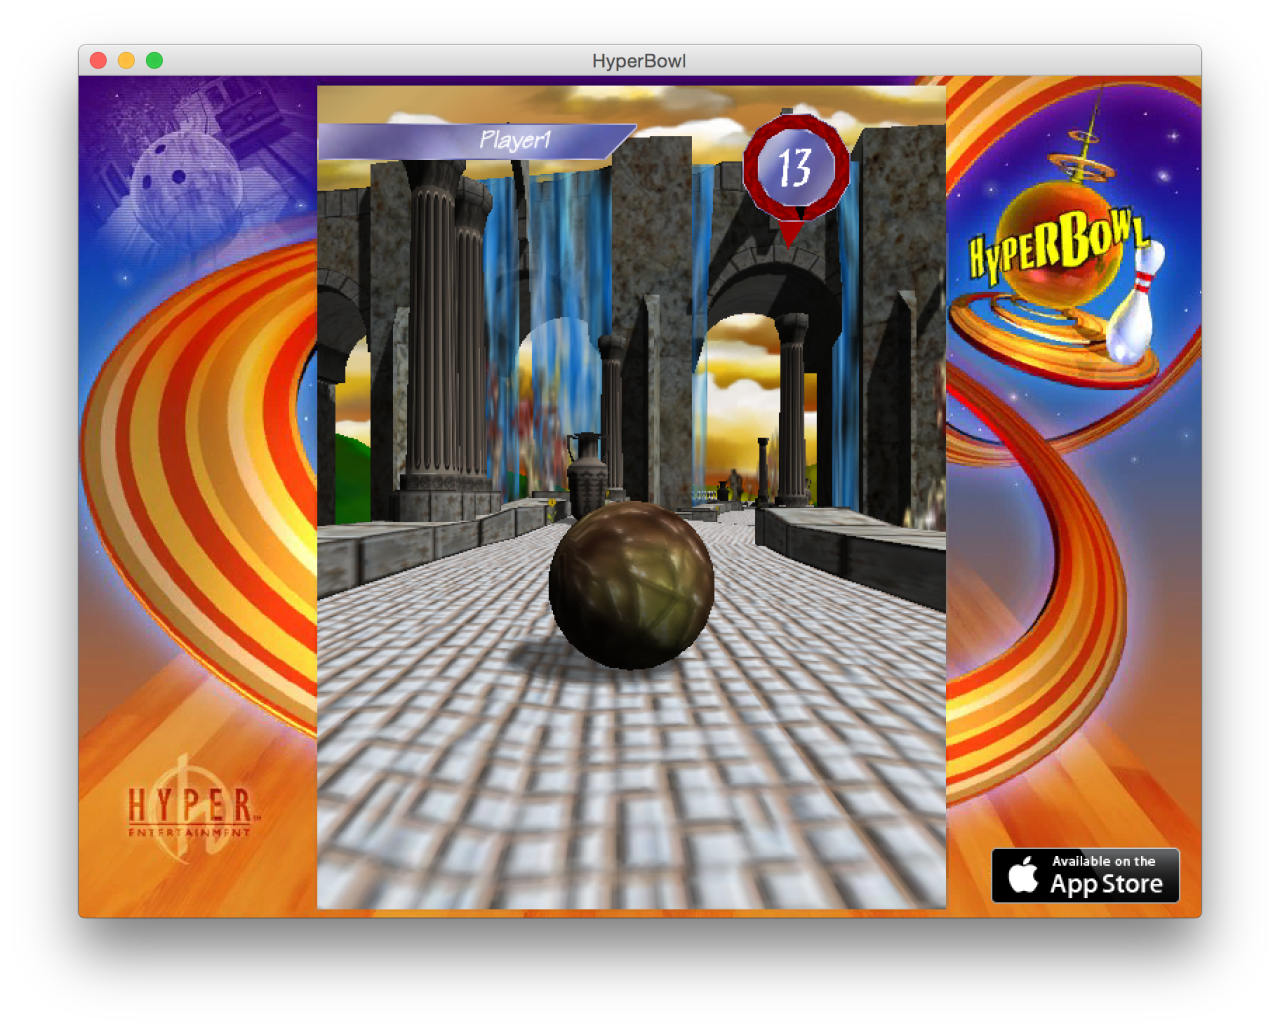 HyperBowl
Player1
13
HYPERBOWL
HYPER
ENTERTAINMENT
Available on the
App Store